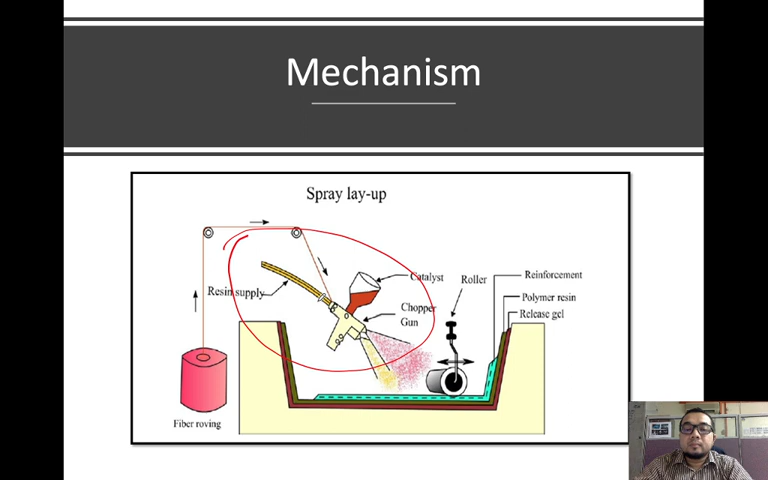 Mechanism
Spray lay-up
Catalyst
Roller
Reinforcement
Resin supply
Chopper
Gun
Polymer resin
Release gel
Fiber roving